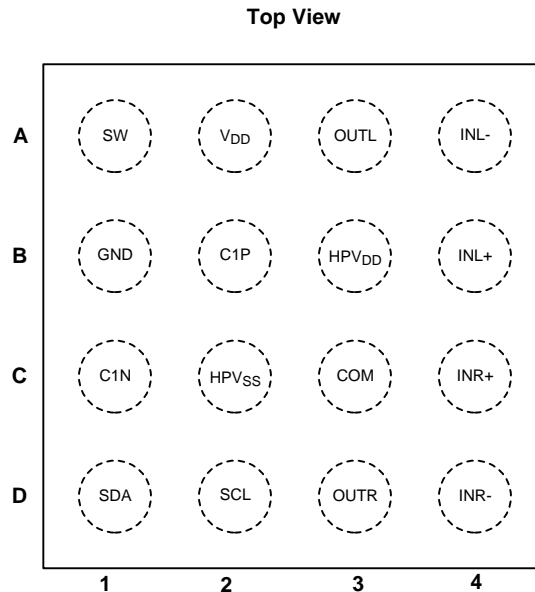 Top View
A SW VDD OUTL INL-
B GND C1P HPVDD INL+
C C1N HPVSS COM INR+
D SDA SCL OUTR INR-
1 2 3 4